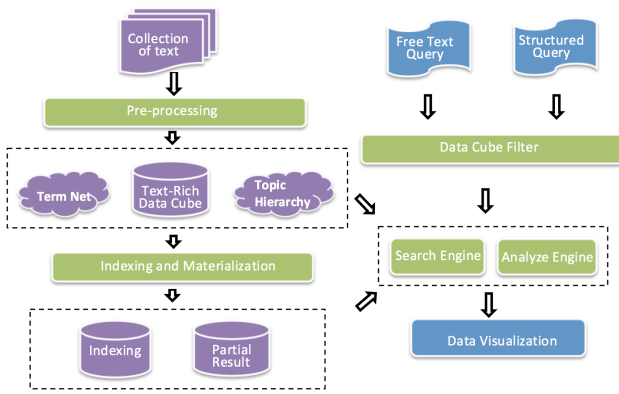 Collection
of text
Free Text
Query
Structured
Query
Pre-processing
Data Cube Filter
Term Net
Text-Rich
Data Cube
Topic
Hierarchy
Indexing and Materialization
Search Engine
Analyze Engine
Indexing
Partial
Result
Data Visualization